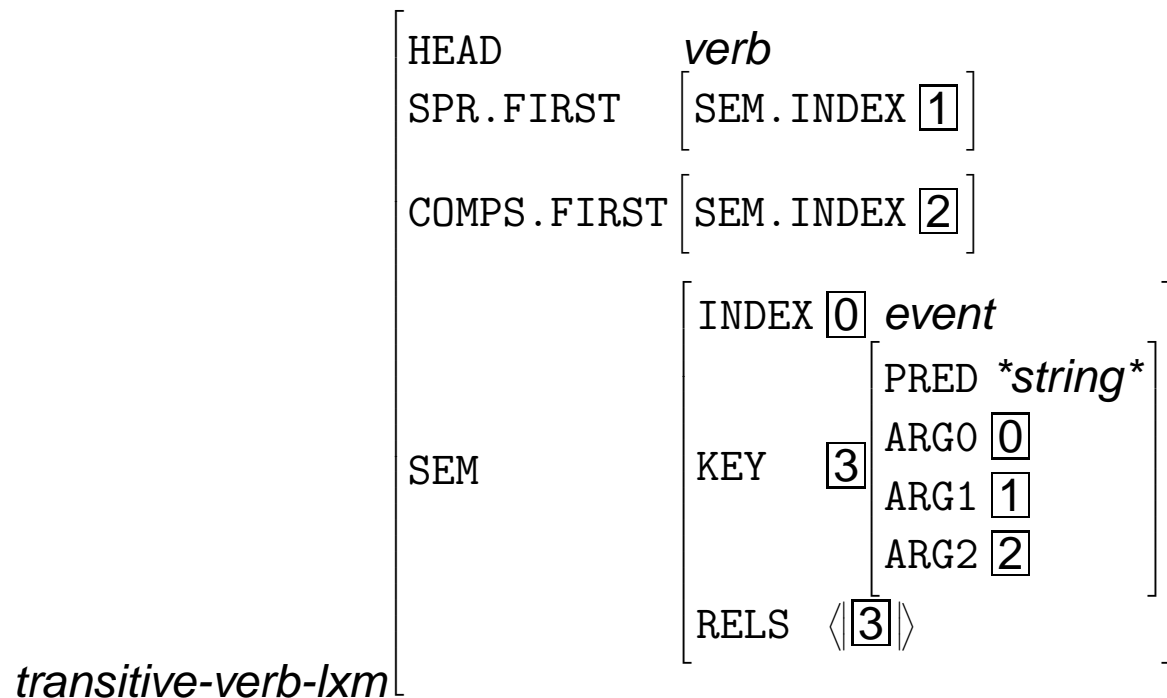 HEAD verb
SPR.FIRST [SEM.INDEX 1]
COMPS.FIRST [SEM.INDEX 2]
INDEX 0 event
PRED *string*
ARG0 0
SEM KEY 3
ARG1 1
ARG2 2
RELS ⟨|3|⟩
transitive-verb-lxm